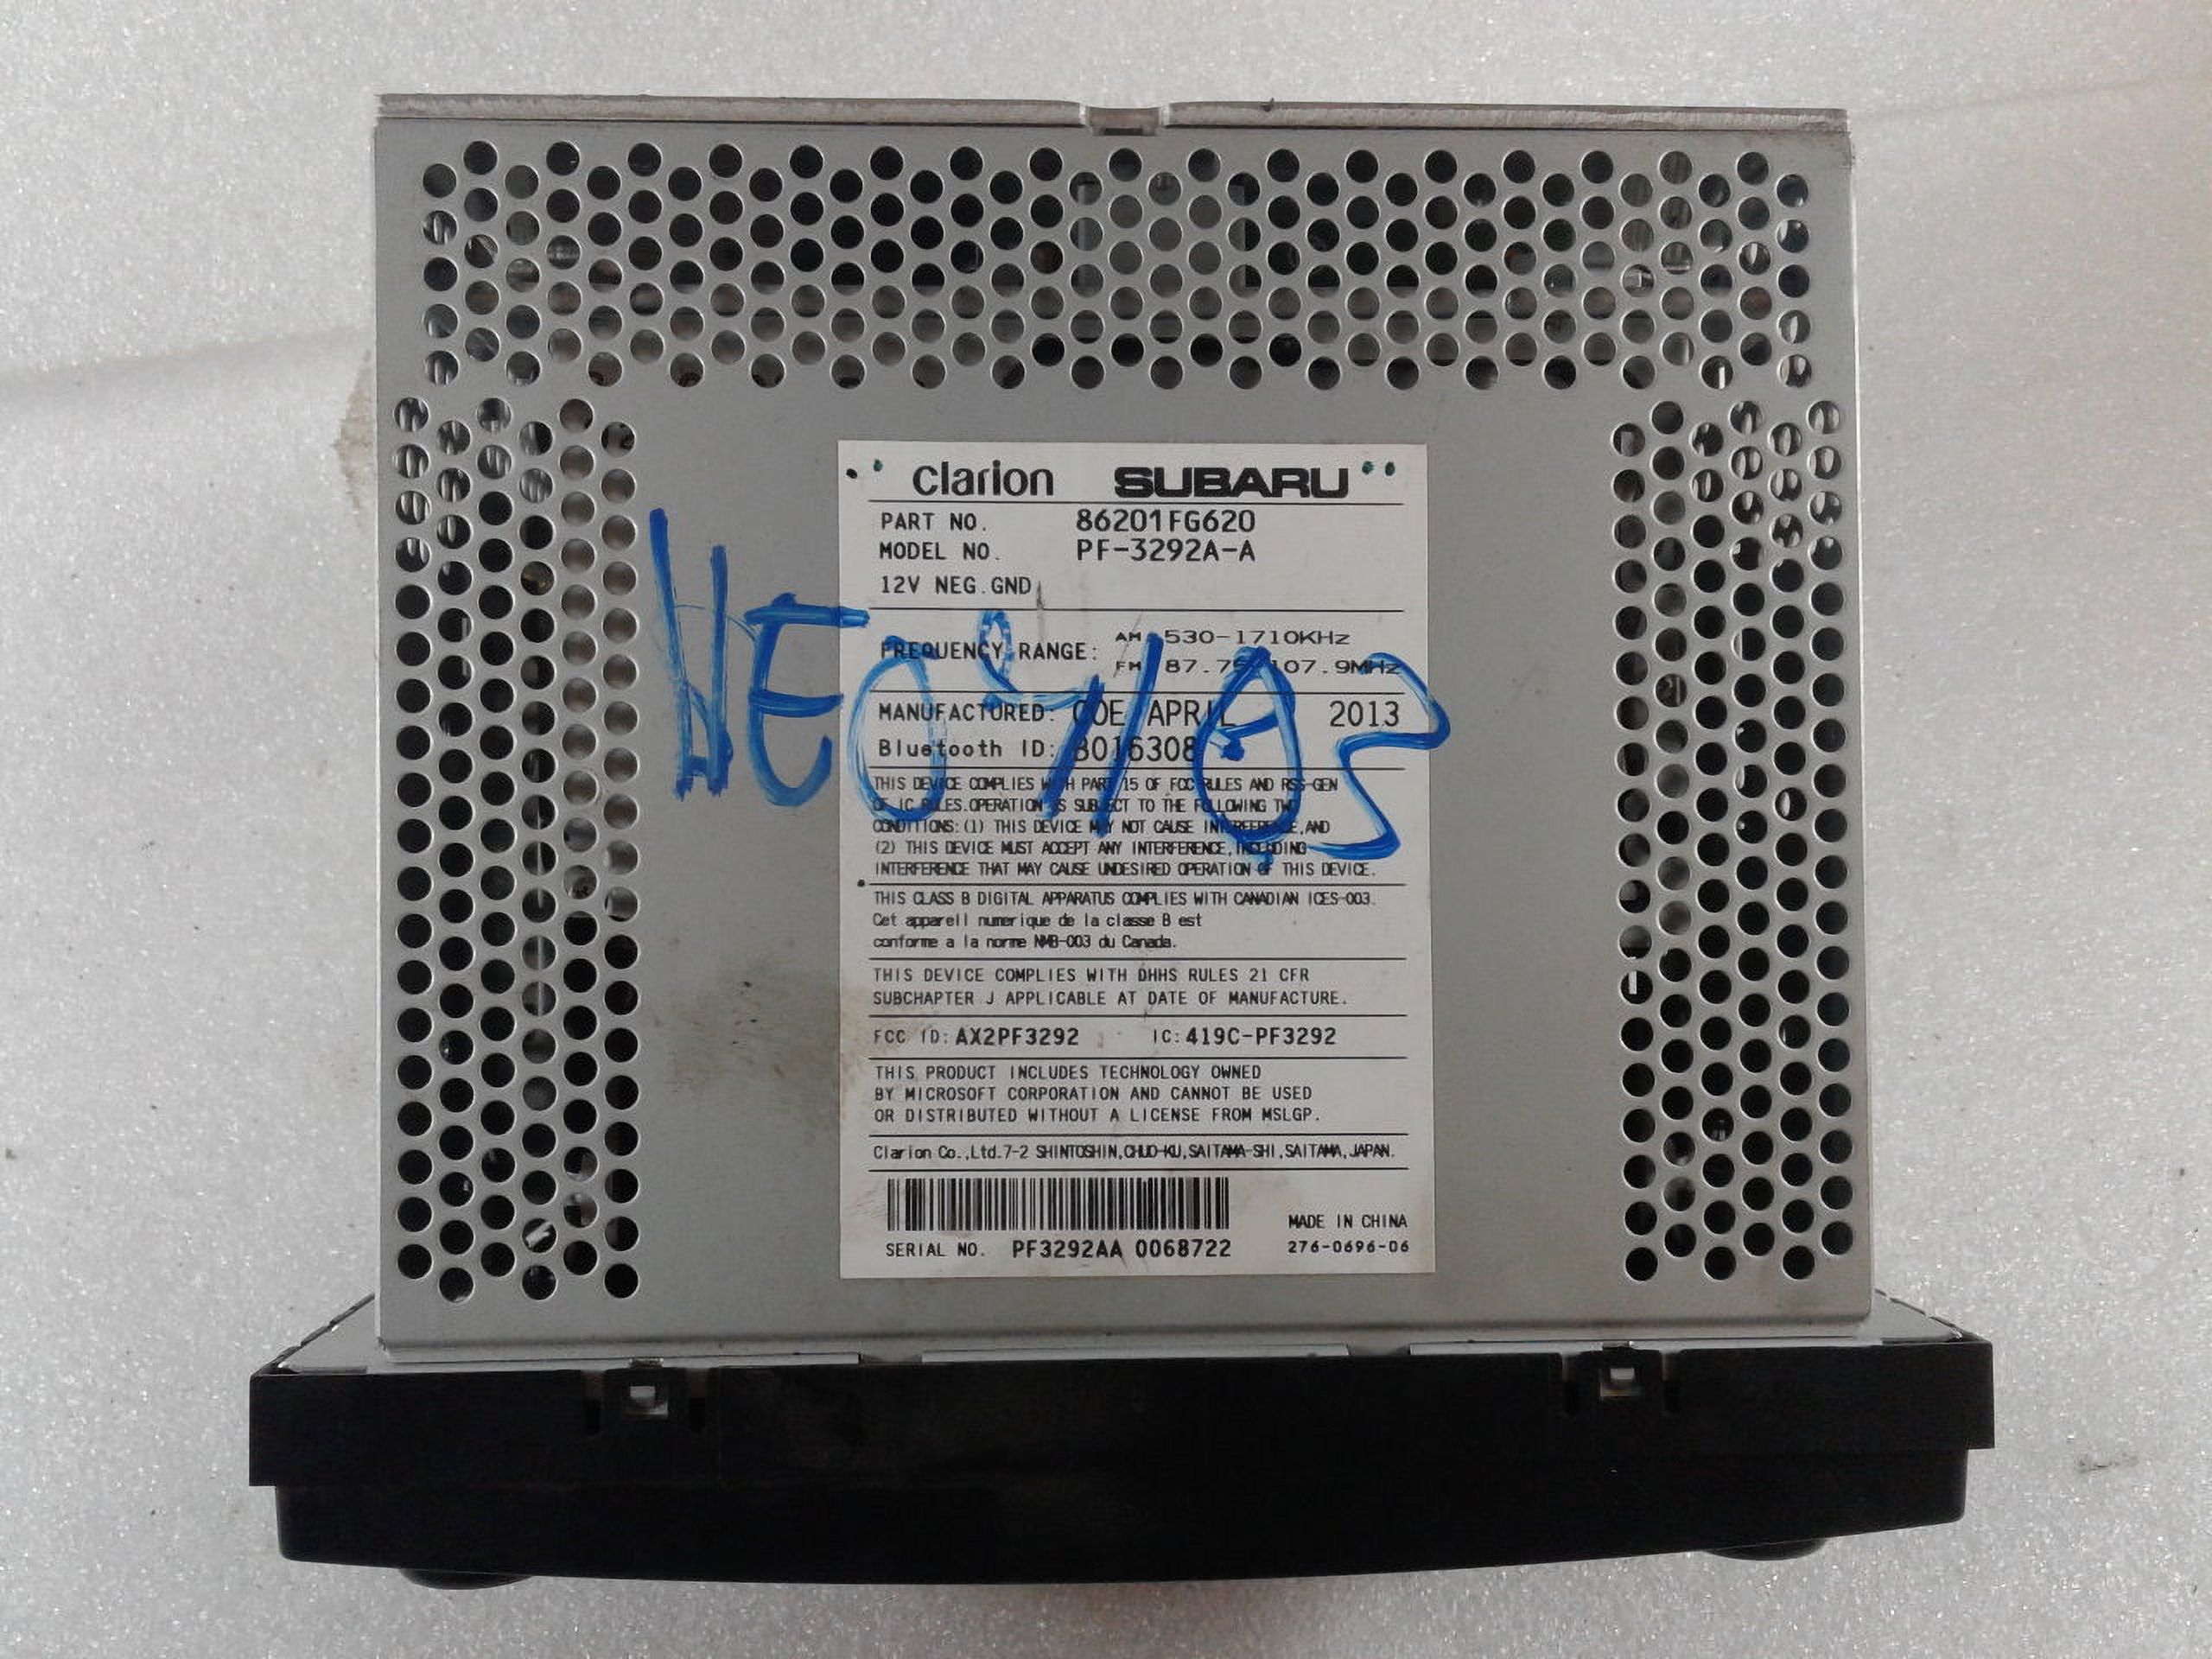 clarion SUBARU
PART NO. 86201FG620
MODEL NO. PF-3292A-A
12V NEG.GND
FREQUENCY RANGE: AM 530-1710KHz
FM 87.75-107.9MHz
MANUFACTURED: APRIL 2013
Bluetooth ID: B016308
THIS DEVICE COMPLIES WITH PART 15 OF FCC RULES AND RSS-GEN
OF IC RULES.OPERATION IS SUBJECT TO THE FOLLOWING TWO
CONDITIONS:(1) THIS DEVICE MAY NOT CAUSE INTERFERENCE,AND
(2) THIS DEVICE MUST ACCEPT ANY INTERFERENCE,INCLUDING
INTERFERENCE THAT MAY CAUSE UNDESIRED OPERATION OF THIS DEVICE.
THIS CLASS B DIGITAL APPARATUS COMPLIES WITH CANADIAN ICES-003.
Cet appareil numerique de la classe B est
conforme a la norme NMB-003 du Canada.
THIS DEVICE COMPLIES WITH DHHS RULES 21 CFR
SUBCHAPTER J APPLICABLE AT DATE OF MANUFACTURE.
FCC ID: AX2PF3292 IC: 419C-PF3292
THIS PRODUCT INCLUDES TECHNOLOGY OWNED
BY MICROSOFT CORPORATION AND CANNOT BE USED
OR DISTRIBUTED WITHOUT A LICENSE FROM MSLGP.
Clarion Co.,Ltd.7-2 SHINTOSHIN,CHUO-KU,SAITAMA-SHI,SAITAMA,JAPAN.
MADE IN CHINA
SERIAL NO. PF3292AA 0068722 276-0696-06